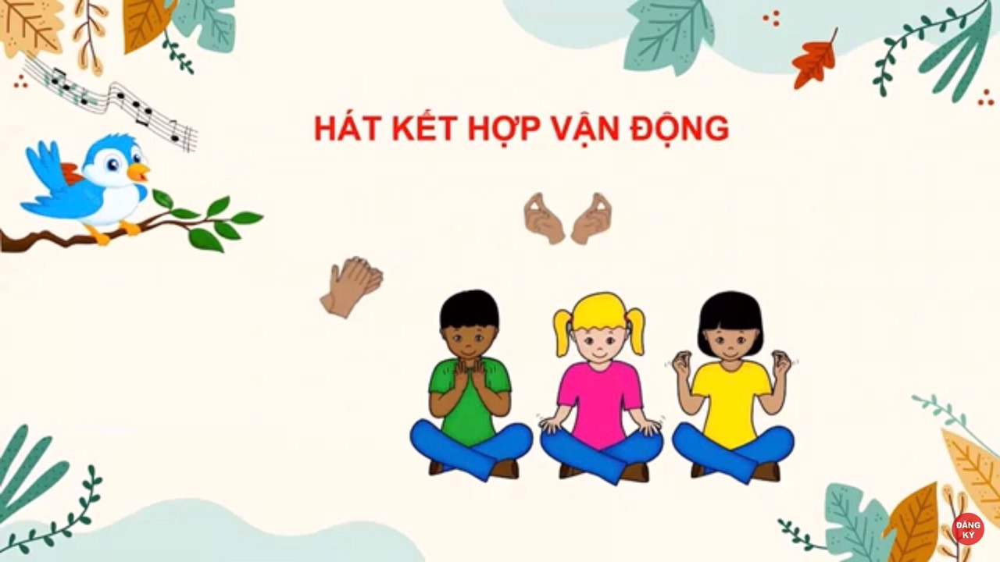 HÁT KẾT HỢP VẬN ĐỘNG
ĐĂNG
KÝ